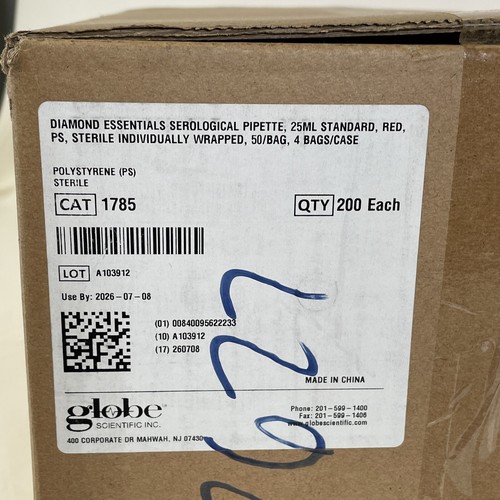 DIAMOND ESSENTIALS SEROLOGICAL PIPETTE, 25ML STANDARD, RED,
PS, STERILE INDIVIDUALLY WRAPPED, 50/BAG, 4 BAGS/CASE
POLYSTYRENE (PS)
STERILE
CAT 1785 QTY 200 Each
LOT A103912
Use By: 2026-07-08
(01) 00840095622233
(10) A103912
(17) 260708
MADE IN CHINA
globe
SCIENTIFIC INC.
400 CORPORATE DR MAHWAH, NJ 07430
Phone: 201-599-1400
Fax: 201-599-1406
www.globescientific.com